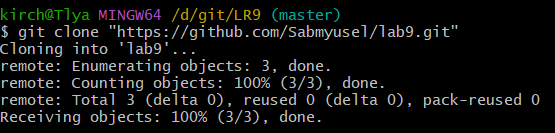 kirch@Tlya MINGW64 /d/git/LR9 (master)
$ git clone "https://github.com/Sabmyusel/lab9.git"
Cloning into 'lab9'...
remote: Enumerating objects: 3, done.
remote: Counting objects: 100% (3/3), done.
remote: Total 3 (delta 0), reused 0 (delta 0), pack-reused 0
Receiving objects: 100% (3/3), done.